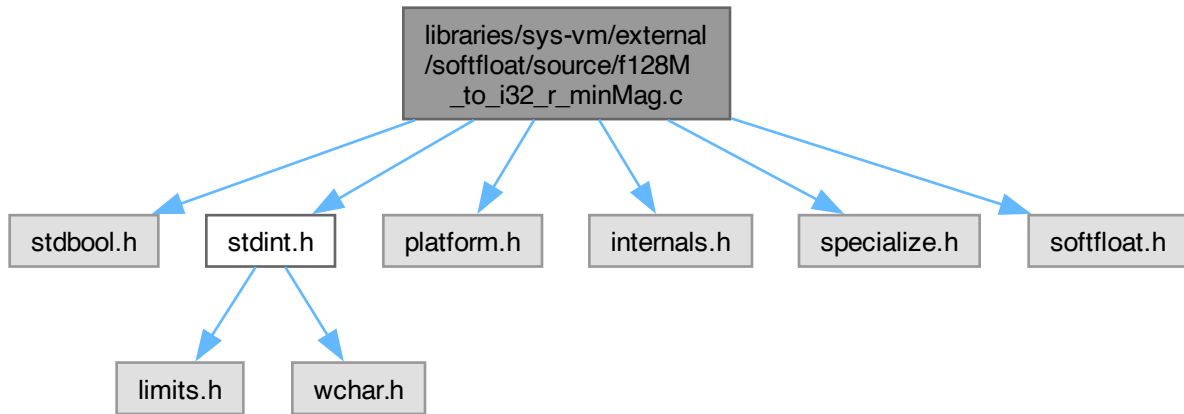 libraries/sys-vm/external
/softfloat/source/f128M
_to_i32_r_minMag.c
stdbool.h
stdint.h
platform.h
internals.h
specialize.h
softfloat.h
limits.h
wchar.h